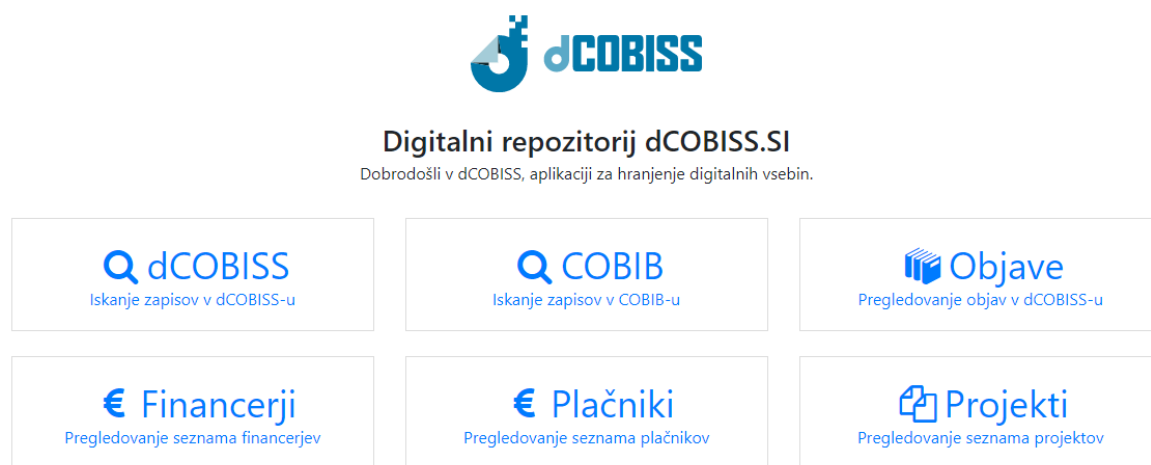 dCOBISS
Digitalni repozitorij dCOBISS.SI
Dobrodošli v dCOBISS, aplikaciji za hranjenje digitalnih vsebin.
dCOBISS
Iskanje zapisov v dCOBISS-u
COBIB
Iskanje zapisov v COBIB-u
Objave
Pregledovanje objav v dCOBISS-u
€ Financerji
Pregledovanje seznama financerjev
€ Plačniki
Pregledovanje seznama plačnikov
Projekti
Pregledovanje seznama projektov